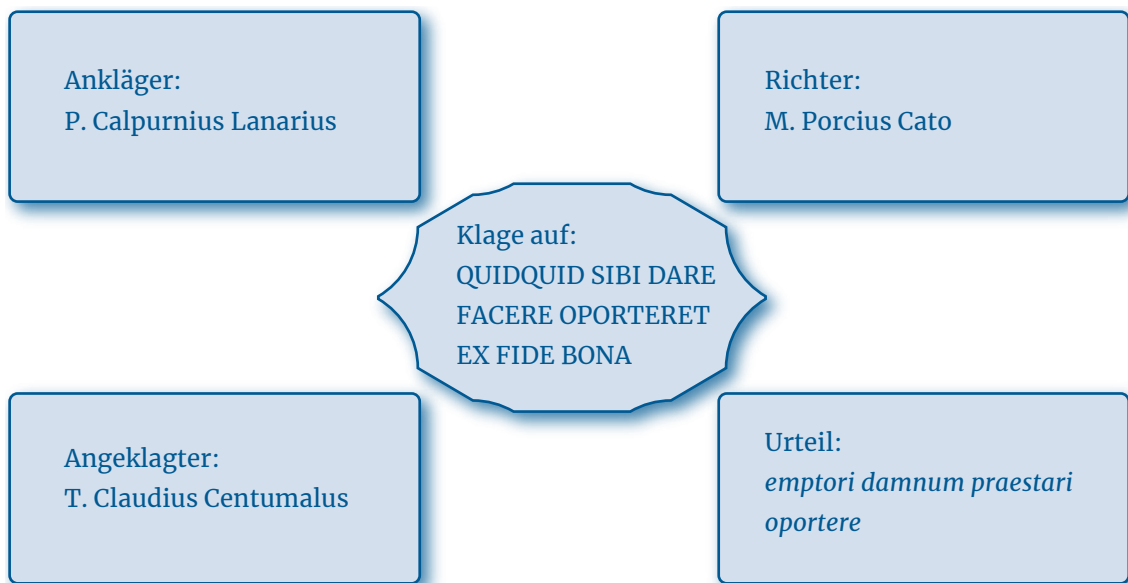 Ankläger:
P. Calpurnius Lanarius
Richter:
M. Porcius Cato
Klage auf:
QUIDQUID SIBI DARE
FACERE OPORTERET
EX FIDE BONA
Angeklagter:
T. Claudius Centumalus
Urteil:
emptori damnum praestari
oportere